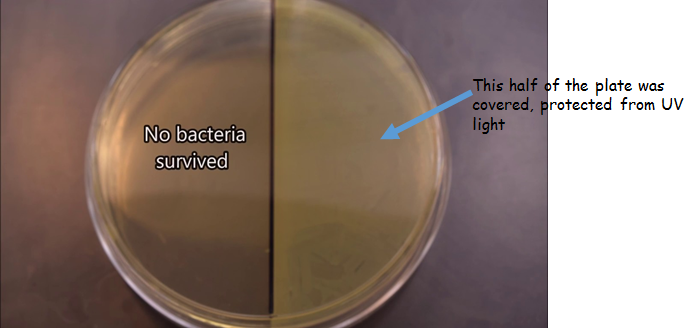 No bacteria
survived
This half of the plate was
covered, protected from UV
light